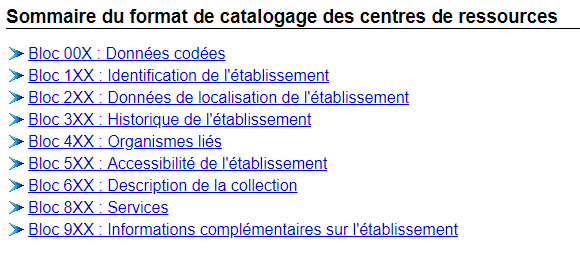 Sommaire du format de catalogage des centres de ressources
Bloc 00X : Données codées
Bloc 1XX : Identification de l'établissement
Bloc 2XX : Données de localisation de l'établissement
Bloc 3XX : Historique de l'établissement
Bloc 4XX : Organismes liés
Bloc 5XX : Accessibilité de l'établissement
Bloc 6XX : Description de la collection
Bloc 8XX : Services
Bloc 9XX : Informations complémentaires sur l'établissement